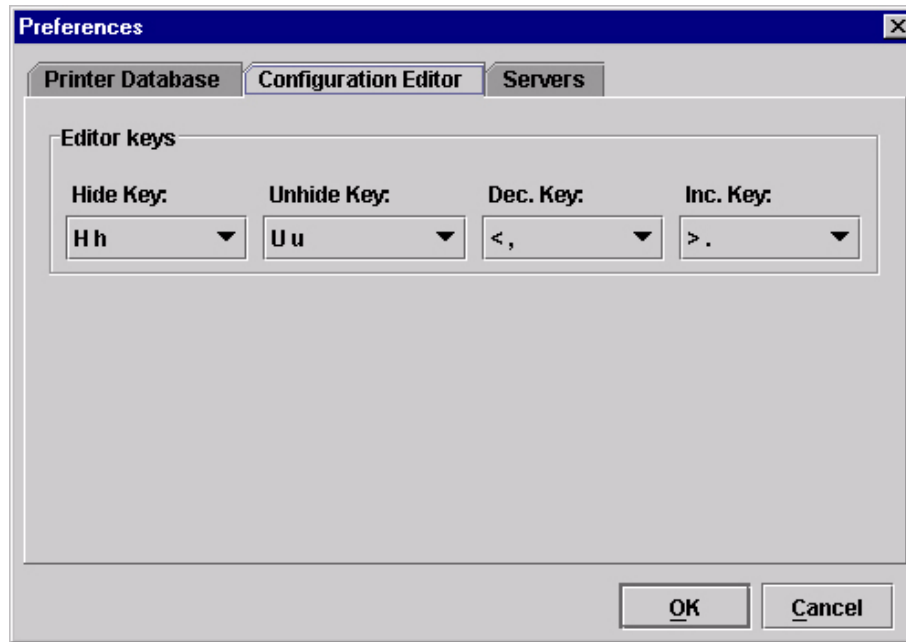 Preferences
Printer Database Configuration Editor Servers
Editor keys
Hide Key: Unhide Key: Dec. Key: Inc. Key:
H h U u < , > .
OK Cancel